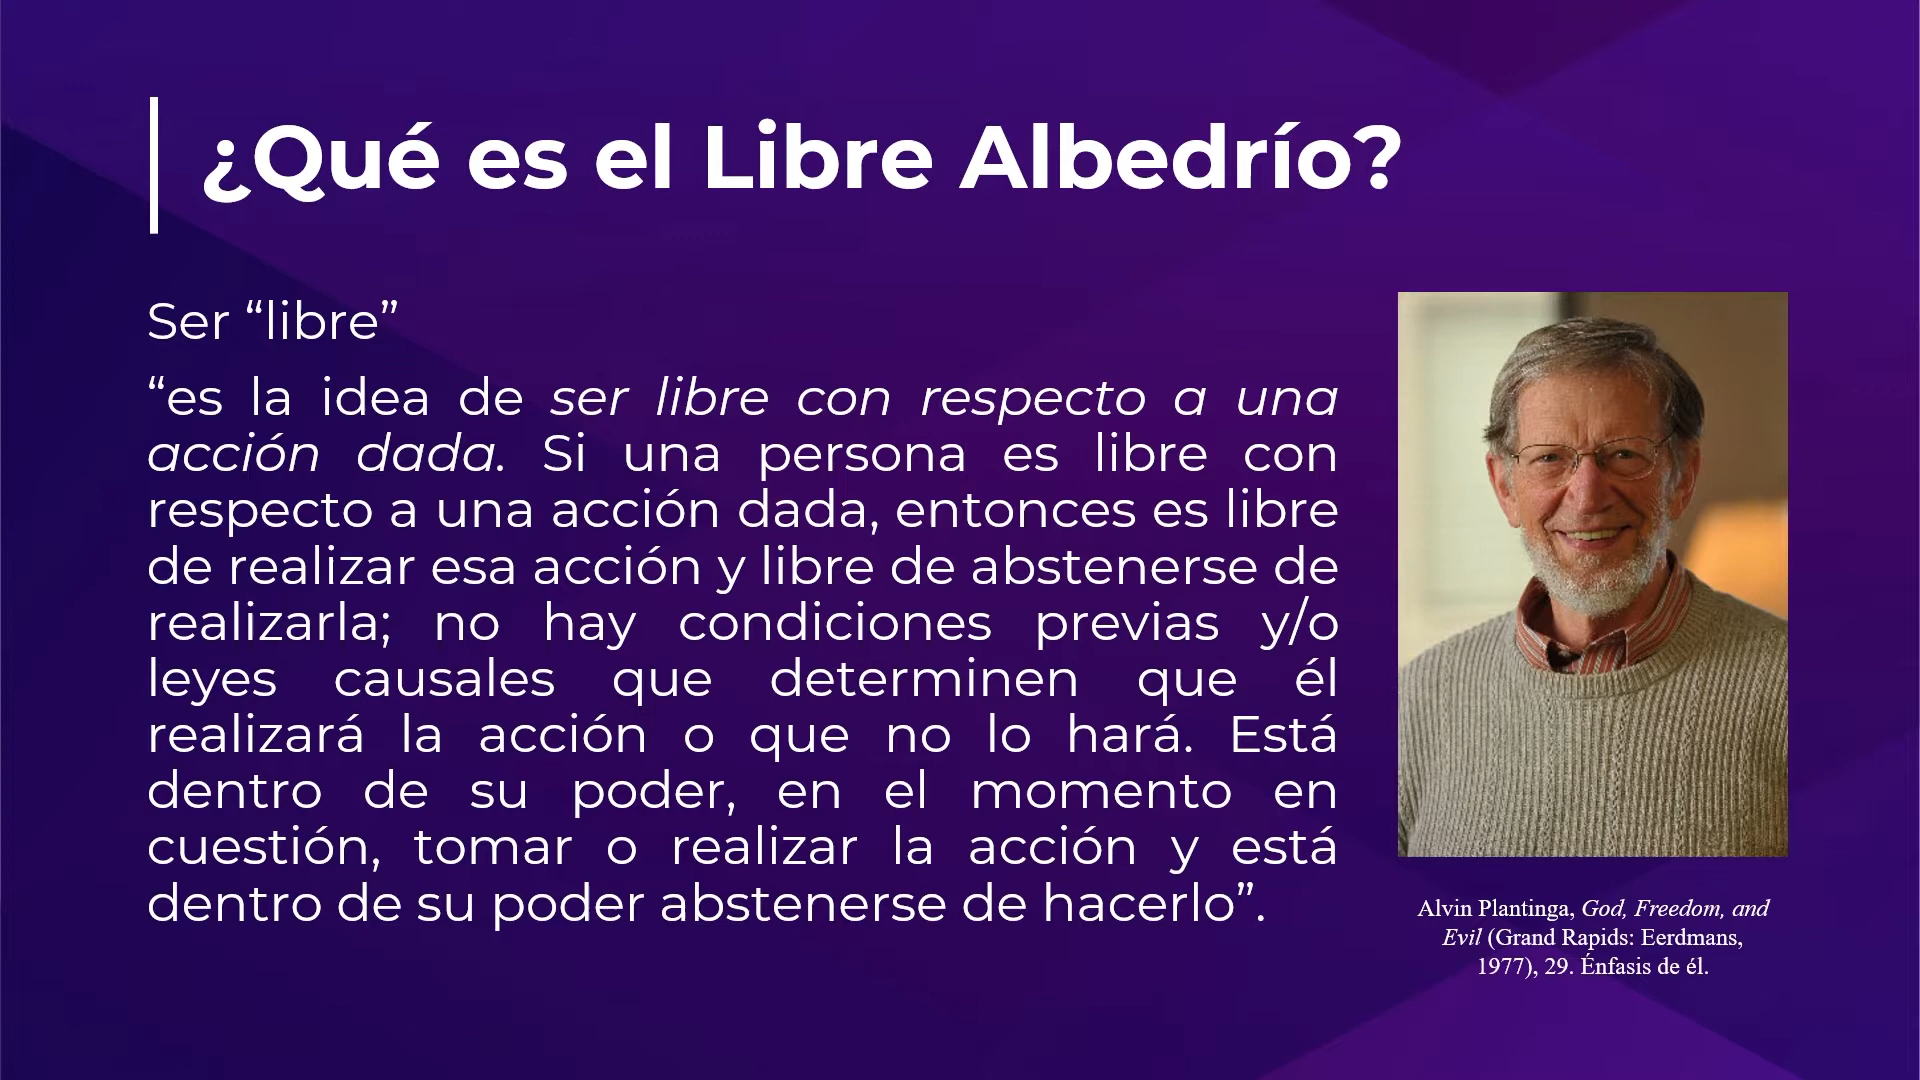 ¿Qué es el Libre Albedrío?
Ser “libre”
“es la idea de ser libre con respecto a una
acción dada. Si una persona es libre con
respecto a una acción dada, entonces es libre
de realizar esa acción y libre de abstenerse de
realizarla; no hay condiciones previas y/o
leyes causales que determinen que él
realizará la acción o que no lo hará. Está
dentro de su poder, en el momento en
cuestión, tomar o realizar la acción y está
dentro de su poder abstenerse de hacerlo”.
Alvin Plantinga, God, Freedom, and
Evil (Grand Rapids: Eerdmans,
1977), 29. Énfasis de él.